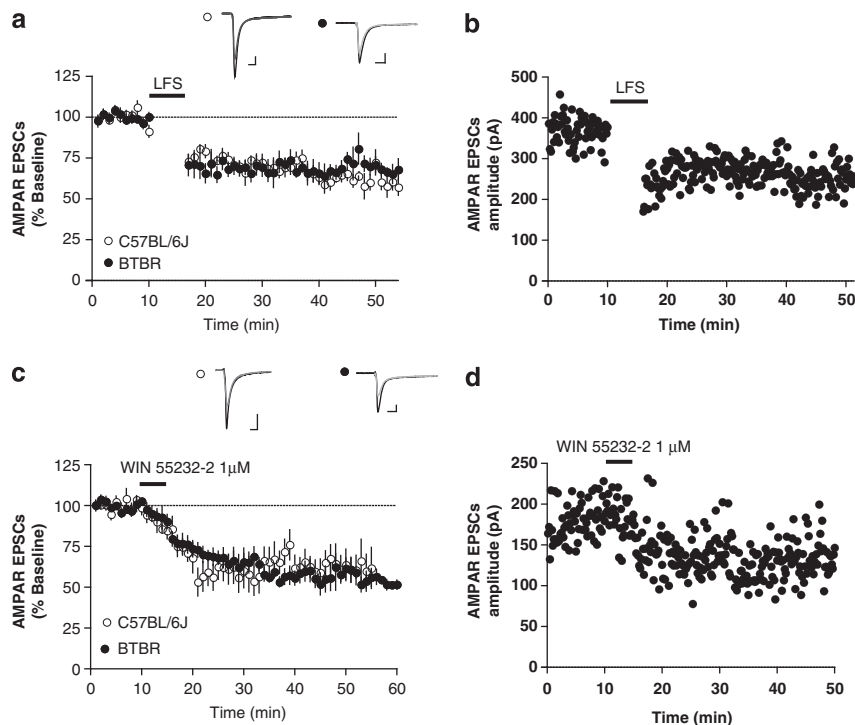 a
LFS
125
100
75
50
25
0
AMPAR EPSCs
(% Baseline)
C57BL/6J
BTBR
0 10 20 30 40 50
Time (min)
b
LFS
500
400
300
200
100
0
AMPAR EPSCs
amplitude (pA)
0 10 20 30 40 50
Time (min)
c
WIN 55232-2 1μM
125
100
75
50
25
0
AMPAR EPSCs
(% Baseline)
C57BL/6J
BTBR
0 10 20 30 40 50 60
Time (min)
d
WIN 55232-2 1 μM
250
200
150
100
50
0
AMPAR EPSCs
amplitude (pA)
0 10 20 30 40 50
Time (min)